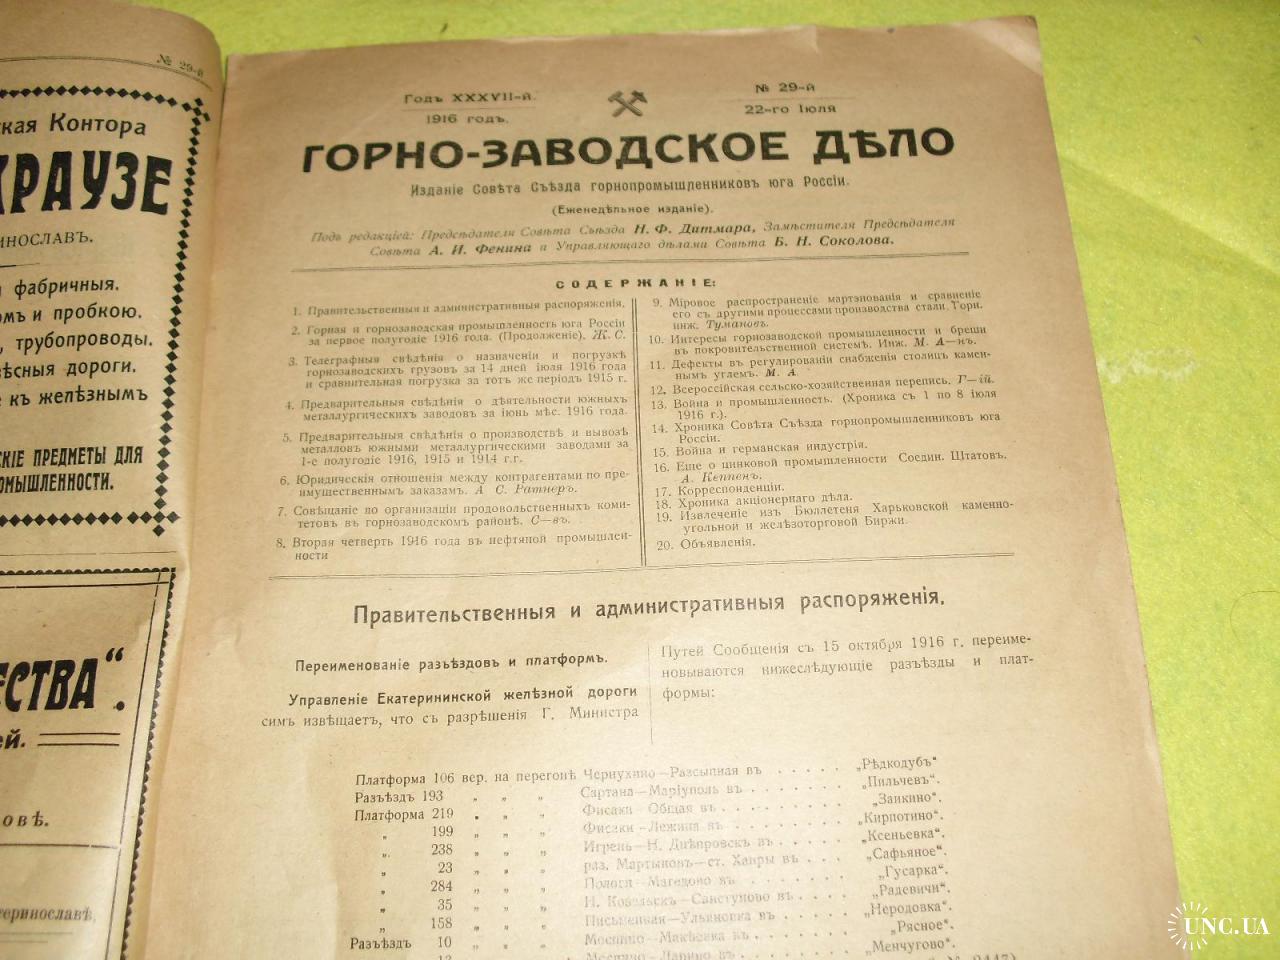 № 29-й
ская Контора
КРАУЗЕ
ИНОСЛАВЪ.
фабричныя.
омъ и пробкою.
, трубопроводы.
ѣсныя дороги.
е къ желѣзнымъ
КІЕ ПРЕДМЕТЫ ДЛЯ
ОМЫШЛЕННОСТИ.
ЕСТВА“.
ей.
овѣ.
теринославѣ,
Годъ XXXVII-й.
1916 годъ.
№ 29-й
22-го Іюля
ГОРНО-ЗАВОДСКОЕ ДѢЛО
Изданіе Совѣта Съѣзда горнопромышленниковъ юга Россіи.
(Еженедѣльное изданіе).
Подъ редакціей: Предсѣдателя Совѣта Съѣзда Н. Ф. Дитмара, Замѣстителя Предсѣдателя
Совѣта А. И. Фенина и Управляющаго дѣлами Совѣта Б. Н. Соколова.
СОДЕРЖАНІЕ:
1. Правительственныя и административныя распоряженія.
2. Горная и горнозаводская промышленность юга Россіи
за первое полугодіе 1916 года. (Продолженіе). Ж. С.
3. Телеграфныя свѣдѣнія о назначеніи и погрузкѣ
горнозаводскихъ грузовъ за 14 дней іюля 1916 года
и сравнительная погрузка за тотъ же періодъ 1915 г.
4. Предварительныя свѣдѣнія о дѣятельности южныхъ
металлургическихъ заводовъ за іюнь мѣс. 1916 года.
5. Предварительныя свѣдѣнія о производствѣ и вывозѣ
металловъ южными металлургическими заводами за
1-е полугодіе 1916, 1915 и 1914 г.г.
6. Юридическія отношенія между контрагентами по пре-
имущественнымъ заказамъ. А С. Ратнеръ.
7. Совѣщаніе по организаціи продовольственныхъ коми-
тетовъ въ горнозаводскомъ районѣ. С—въ.
8. Вторая четверть 1916 года въ нефтяной промышлен-
ности
9. Міровое распространеніе мартэнованія и сравненіе
его съ другими процессами производства стали. Горн.
инж. Тумановъ.
10. Интересы горнозаводской промышленности и бреши
въ покровительственной системѣ. Инж. М. А—нъ.
11. Дефекты въ регулированіи снабженія столицъ камен-
нымъ углемъ. М. А.
12. Всероссійская сельско-хозяйственная перепись. Г—ій.
13. Война и промышленность. (Хроника съ 1 по 8 іюля
1916 г.).
14. Хроника Совѣта Съѣзда горнопромышленниковъ юга
Россіи.
15. Война и германская индустрія.
16. Еще о цинковой промышленности Соедин. Штатовъ.
А. Кеппенъ.
17. Корреспонденціи.
18. Хроника акціонернаго дѣла.
19. Извлеченіе изъ Бюллетеня Харьковской каменно-
угольной и желѣзоторговой Биржи.
20. Объявленія.
Правительственныя и административныя распоряженія.
Переименованіе разъѣздовъ и платформъ.
Управленіе Екатерининской желѣзной дороги
симъ извѣщаетъ, что съ разрѣшенія Г. Министра
Путей Сообщенія съ 15 октября 1916 г. переиме-
новываются нижеслѣдующіе разъѣзды и плат-
формы:
Платформа 106 вер. на перегонѣ Чернухино—Разсыпная въ . . . . . „Рѣдкодубъ“
Разъѣздъ 193 „ „ „ Сартана—Маріуполь въ . . . . . . „Пильчевъ“.
Платформа 219 „ „ „ Фисаки—Общая въ . . . . . . . „Заикино“.
„ 199 „ „ „ Фисаки—Лежина въ . . . . . . . „Кирпотино“.
„ 238 „ „ „ Игрень—Н. Днѣпровскъ въ . . . . . „Ксеньевка“.
„ 23 „ „ „ раз. Мартыновъ—ст. Ханры въ . . . „Сафьяное“.
„ 284 „ „ „ Пологи—Магедово въ . . . . . . „Гусарка“.
„ 35 „ „ „ Н. Ковальскъ—Санстуново въ . . . . „Радевичи“.
„ 158 „ „ „ Письменная—Ульяновка въ . . . . . „Неродовка“.
Разъѣздъ 10 „ „ „ Моспино—Макѣевка въ . . . . . . „Рясное“.
„Менчугово“.
UNC.UA